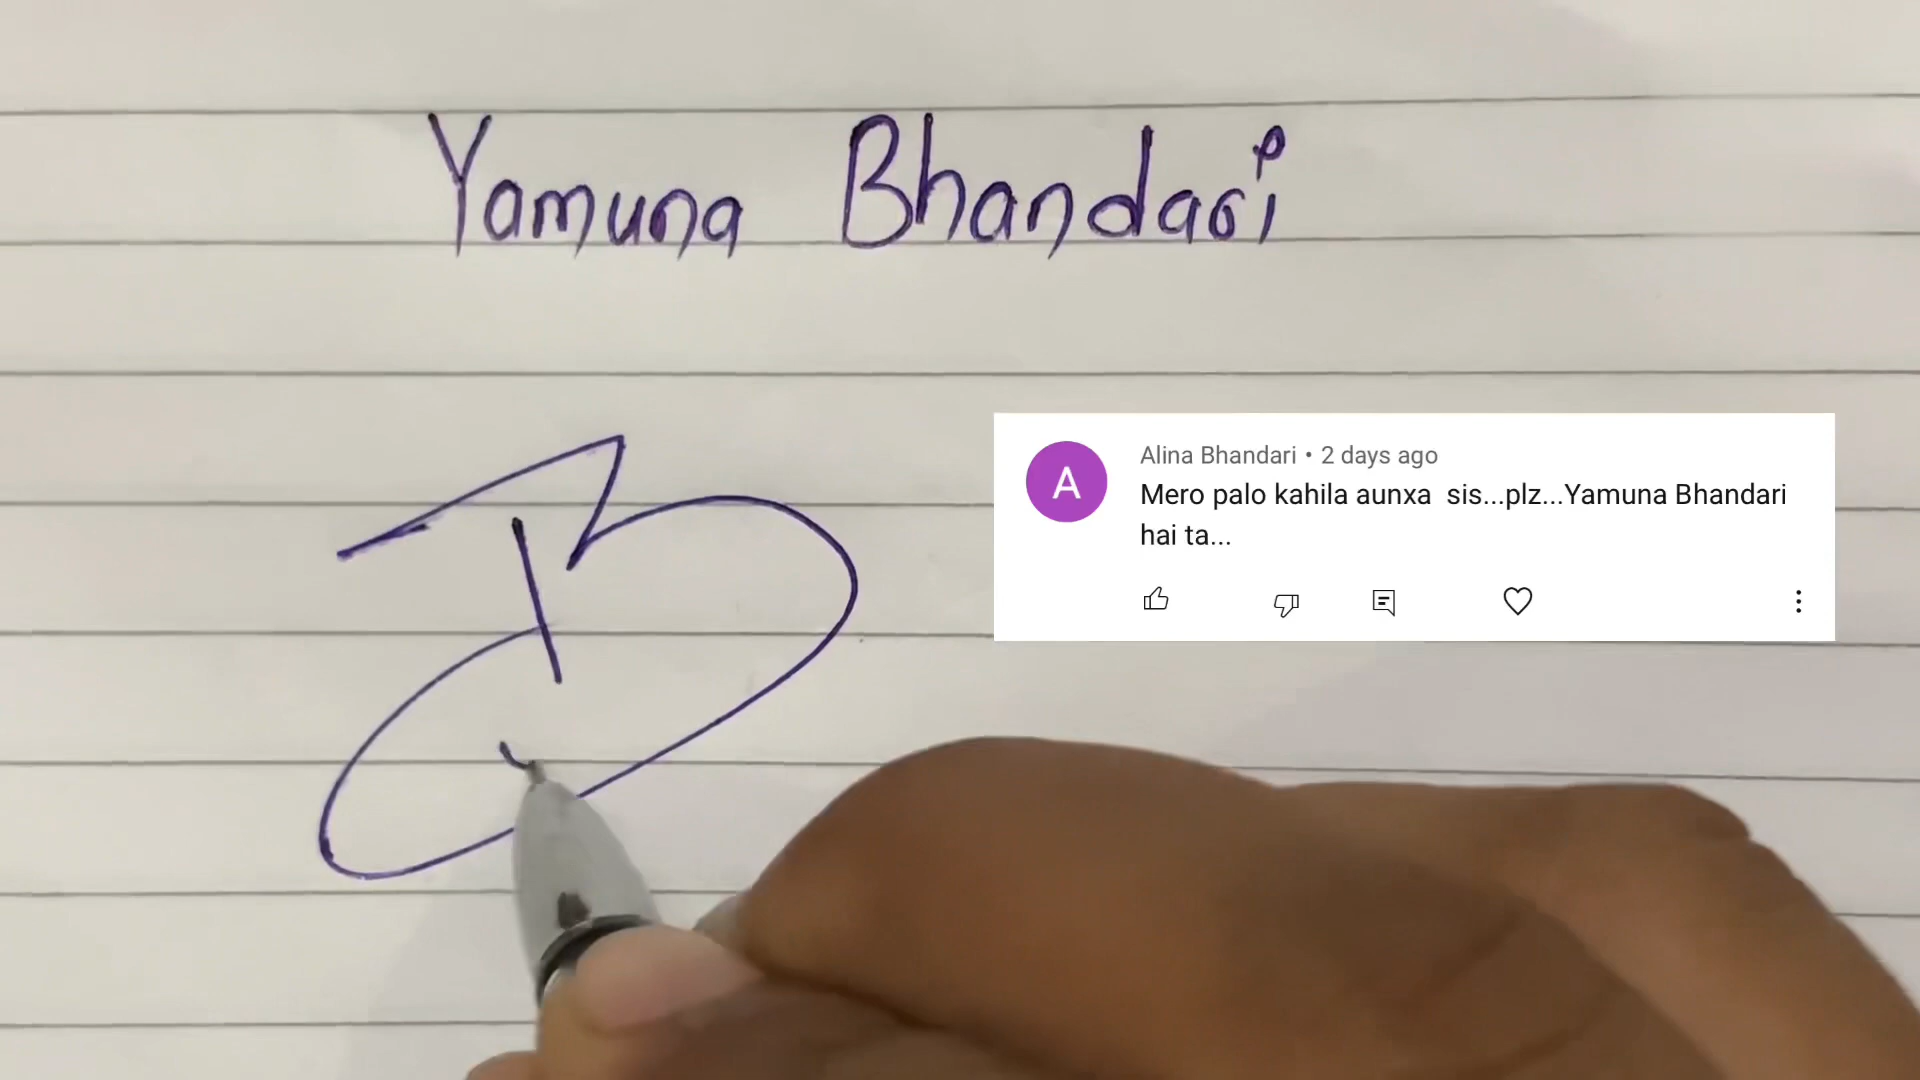 Yamuna Bhandari
Alina Bhandari • 2 days ago
Mero palo kahila aunxa sis...plz...Yamuna Bhandari
hai ta...
A